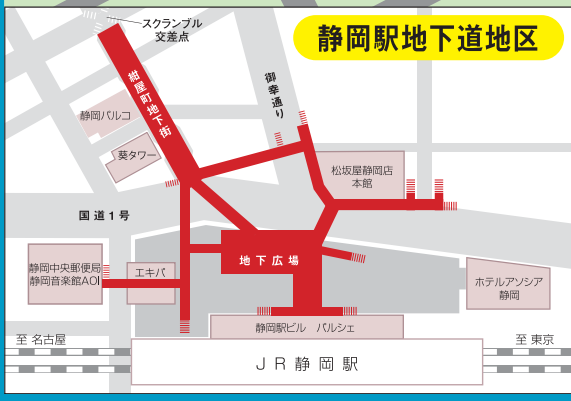 静岡駅地下道地区
スクランブル
交差点
紺屋町地下街
御幸通り
静岡パルコ
葵タワー
松坂屋静岡店
本館
国道1号
地下広場
静岡中央郵便局
静岡音楽館AOI
エキパ
ホテルアソシア
静岡
静岡駅ビル パルシェ
至 名古屋
至 東京
JR静岡駅